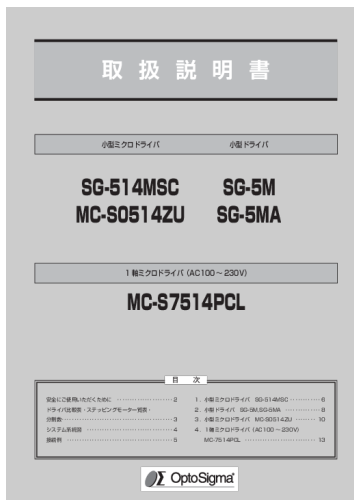 取扱説明書
小型ミクロドライバ 小型ドライバ
SG-514MSC SG-5M
MC-S0514ZU SG-5MA
1軸ミクロドライバ(AC100~230V)
MC-S7514PCL
目 次
安全にご使用いただくために ……………………2
ドライバ比較表・ステッピングモーター覧表・
分割数 ……………………3
システム系統図 ……………………4
接続例 ……………………5
1.小型ミクロドライバ SG-514MSC …………6
2.小型ドライバ SG-5M,SG-5MA …………8
3.小型ミクロドライバ MC-S0514ZU …………10
4.1軸ミクロドライバ(AC100~230V)
MC-7514PCL …………13
OptoSigma